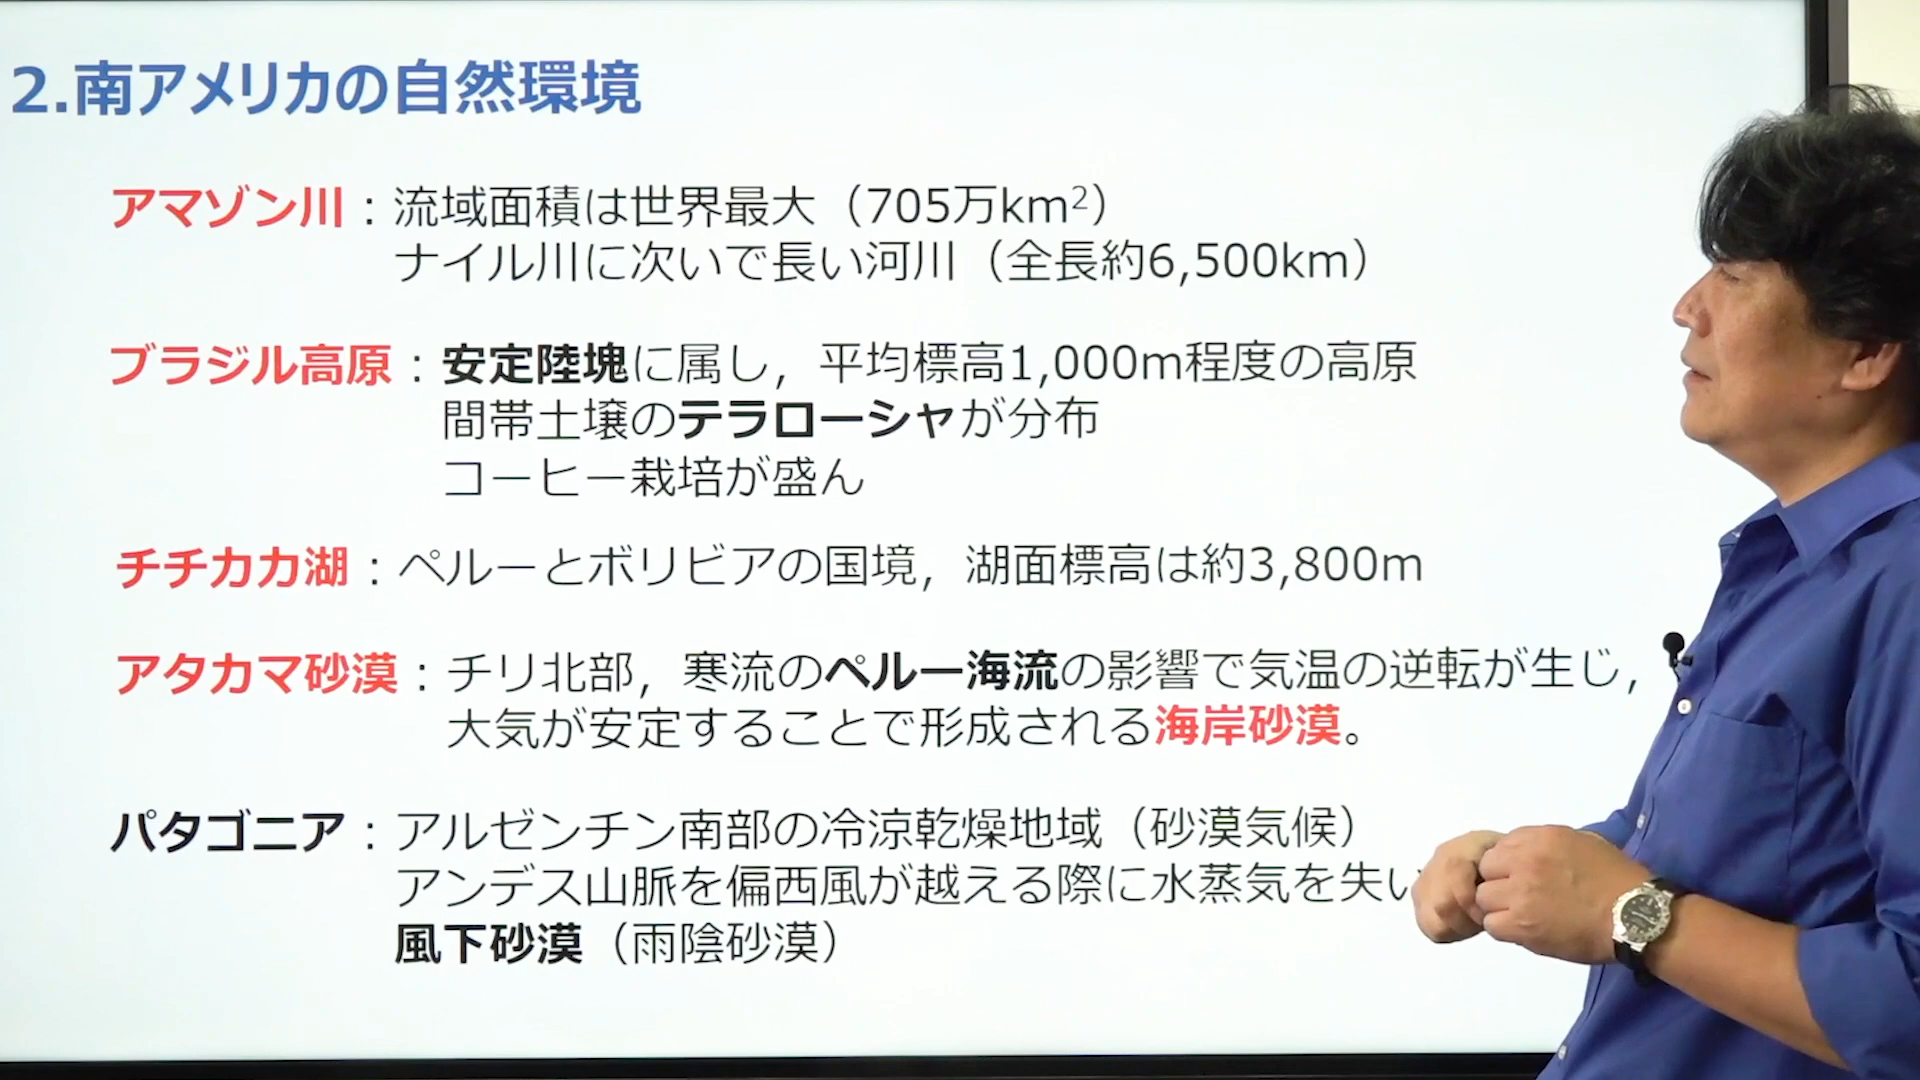 2.南アメリカの自然環境
アマゾン川：流域面積は世界最大（705万km²）
ナイル川に次いで長い河川（全長約6,500km）
ブラジル高原：安定陸塊に属し，平均標高1,000m程度の高原
間帯土壌のテラローシャが分布
コーヒー栽培が盛ん
チチカカ湖：ペルーとボリビアの国境，湖面標高は約3,800m
アタカマ砂漠：チリ北部，寒流のペルー海流の影響で気温の逆転が生じ，
大気が安定することで形成される海岸砂漠。
パタゴニア：アルゼンチン南部の冷涼乾燥地域（砂漠気候）
アンデス山脈を偏西風が越える際に水蒸気を失い
風下砂漠（雨陰砂漠）